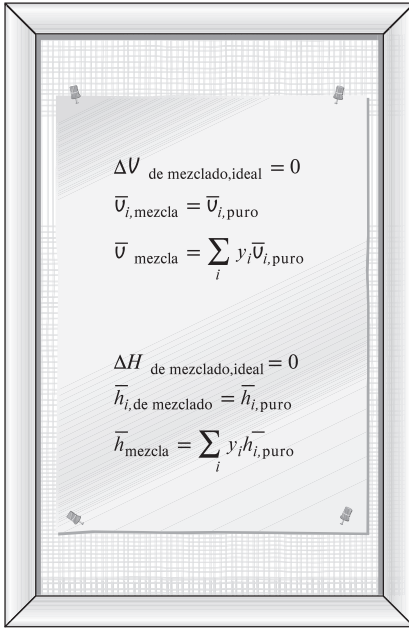 ΔV de mezclado,ideal = 0
ῡi,mezcla = ῡi,puro
ῡ mezcla = ∑i yiῡi,puro
ΔH de mezclado,ideal = 0
h̅i,de mezclado = h̅i,puro
h̅mezcla = ∑i yih̅i,puro